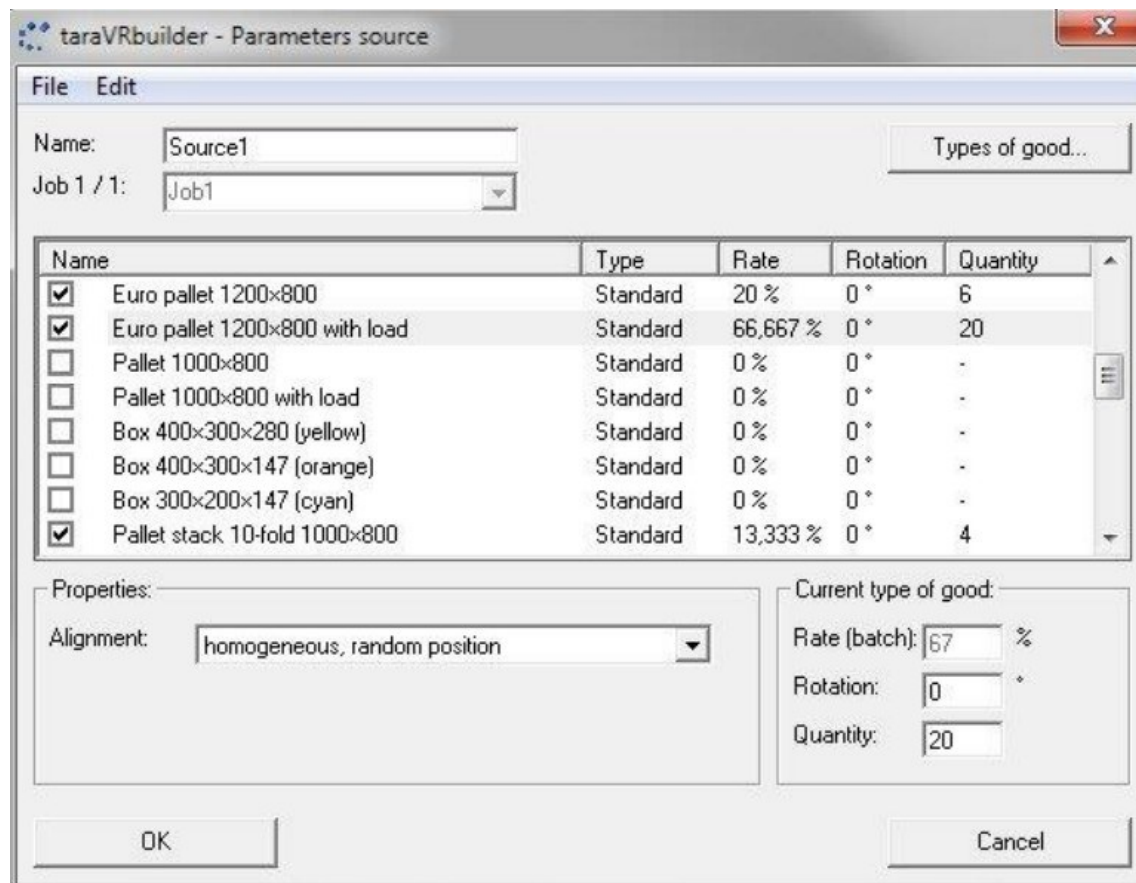 taraVRbuilder - Parameters source
File Edit
Name: Source1 Types of good...
Job 1 / 1: Job1
Name Type Rate Rotation Quantity
Euro pallet 1200×800 Standard 20 % 0 ° 6
Euro pallet 1200×800 with load Standard 66,667 % 0 ° 20
Pallet 1000×800 Standard 0 % 0 ° -
Pallet 1000×800 with load Standard 0 % 0 ° -
Box 400×300×280 (yellow) Standard 0 % 0 ° -
Box 400×300×147 (orange) Standard 0 % 0 ° -
Box 300×200×147 (cyan) Standard 0 % 0 ° -
Pallet stack 10-fold 1000×800 Standard 13,333 % 0 ° 4
Properties: Current type of good:
Alignment: homogeneous, random position Rate (batch): 67 %
Rotation: 0 °
Quantity: 20
OK Cancel